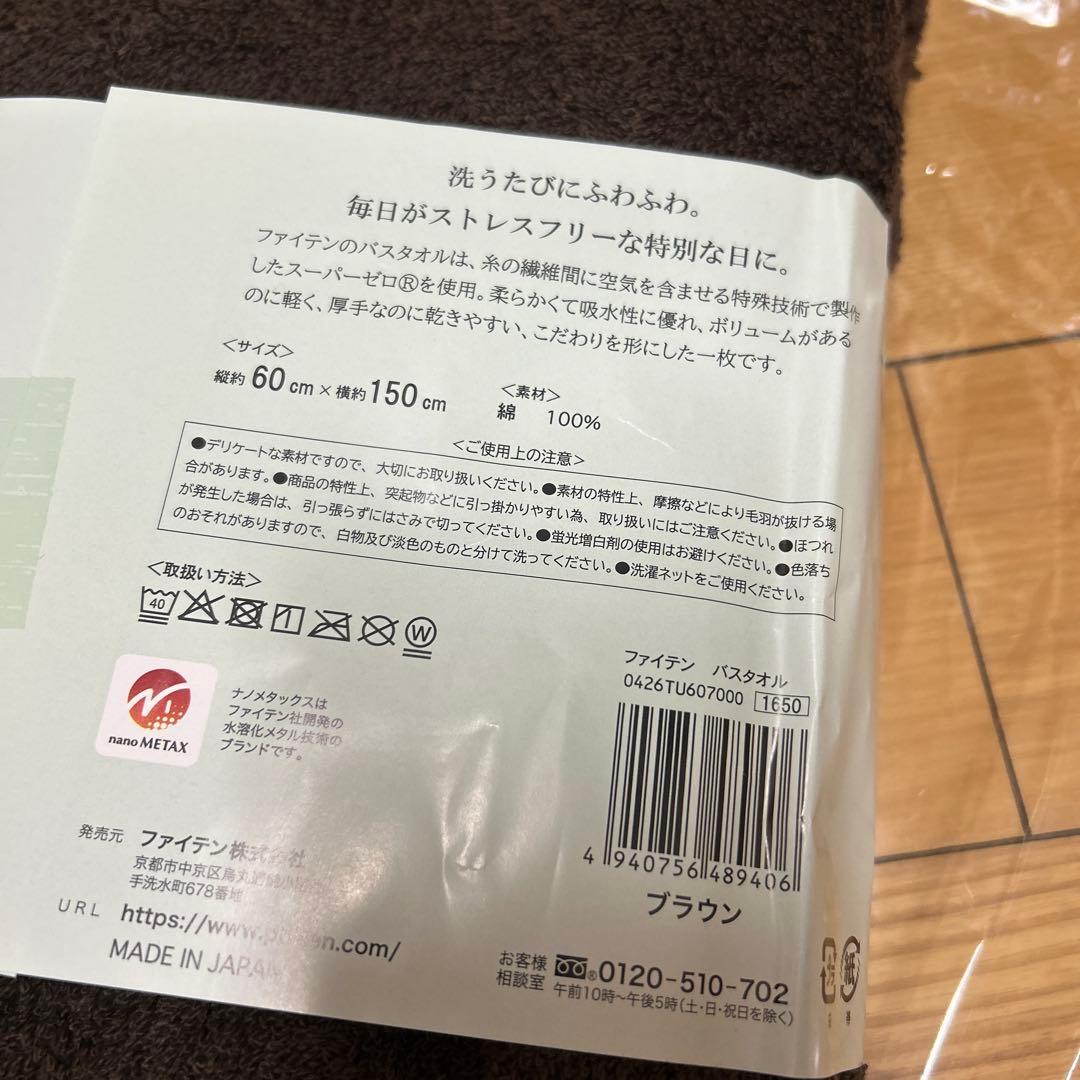 洗うたびにふわふわ。
毎日がストレスフリーな特別な日に。
ファイテンのバスタオルは、糸の繊維間に空気を含ませる特殊技術で製作
したスーパーゼロ®を使用。柔らかくて吸水性に優れ、ボリュームがある
のに軽く、厚手なのに乾きやすい、こだわりを形にした一枚です。
<サイズ>
縦約60cm×横約150cm
<素材>
綿 100%
<ご使用上の注意>
●デリケートな素材ですので、大切にお取り扱いください。●素材の特性上、摩擦などにより毛羽が抜ける場
合があります。●商品の特性上、突起物などに引っ掛かりやすい為、取り扱いにはご注意ください。●ほつれ
が発生した場合は、引っ張らずにはさみで切ってください。●蛍光増白剤の使用はお避けください。●色落ち
のおそれがありますので、白物及び淡色のものと分けて洗ってください。●洗濯ネットをご使用ください。
<取扱い方法>
40
W
nano METAX
ナノメタックスは
ファイテン社開発の
水溶化メタル技術の
ブランドです。
ファイテン バスタオル
0426TU607000 1650
4 940756 489406
ブラウン
発売元 ファイテン株式会社
京都市中京区烏丸
手洗水町678番地
URL https://www.phiten.com/
MADE IN JAPAN
お客様
相談室
®0120-510-702
午前10時~午後5時(土・日・祝日を除く)
紙